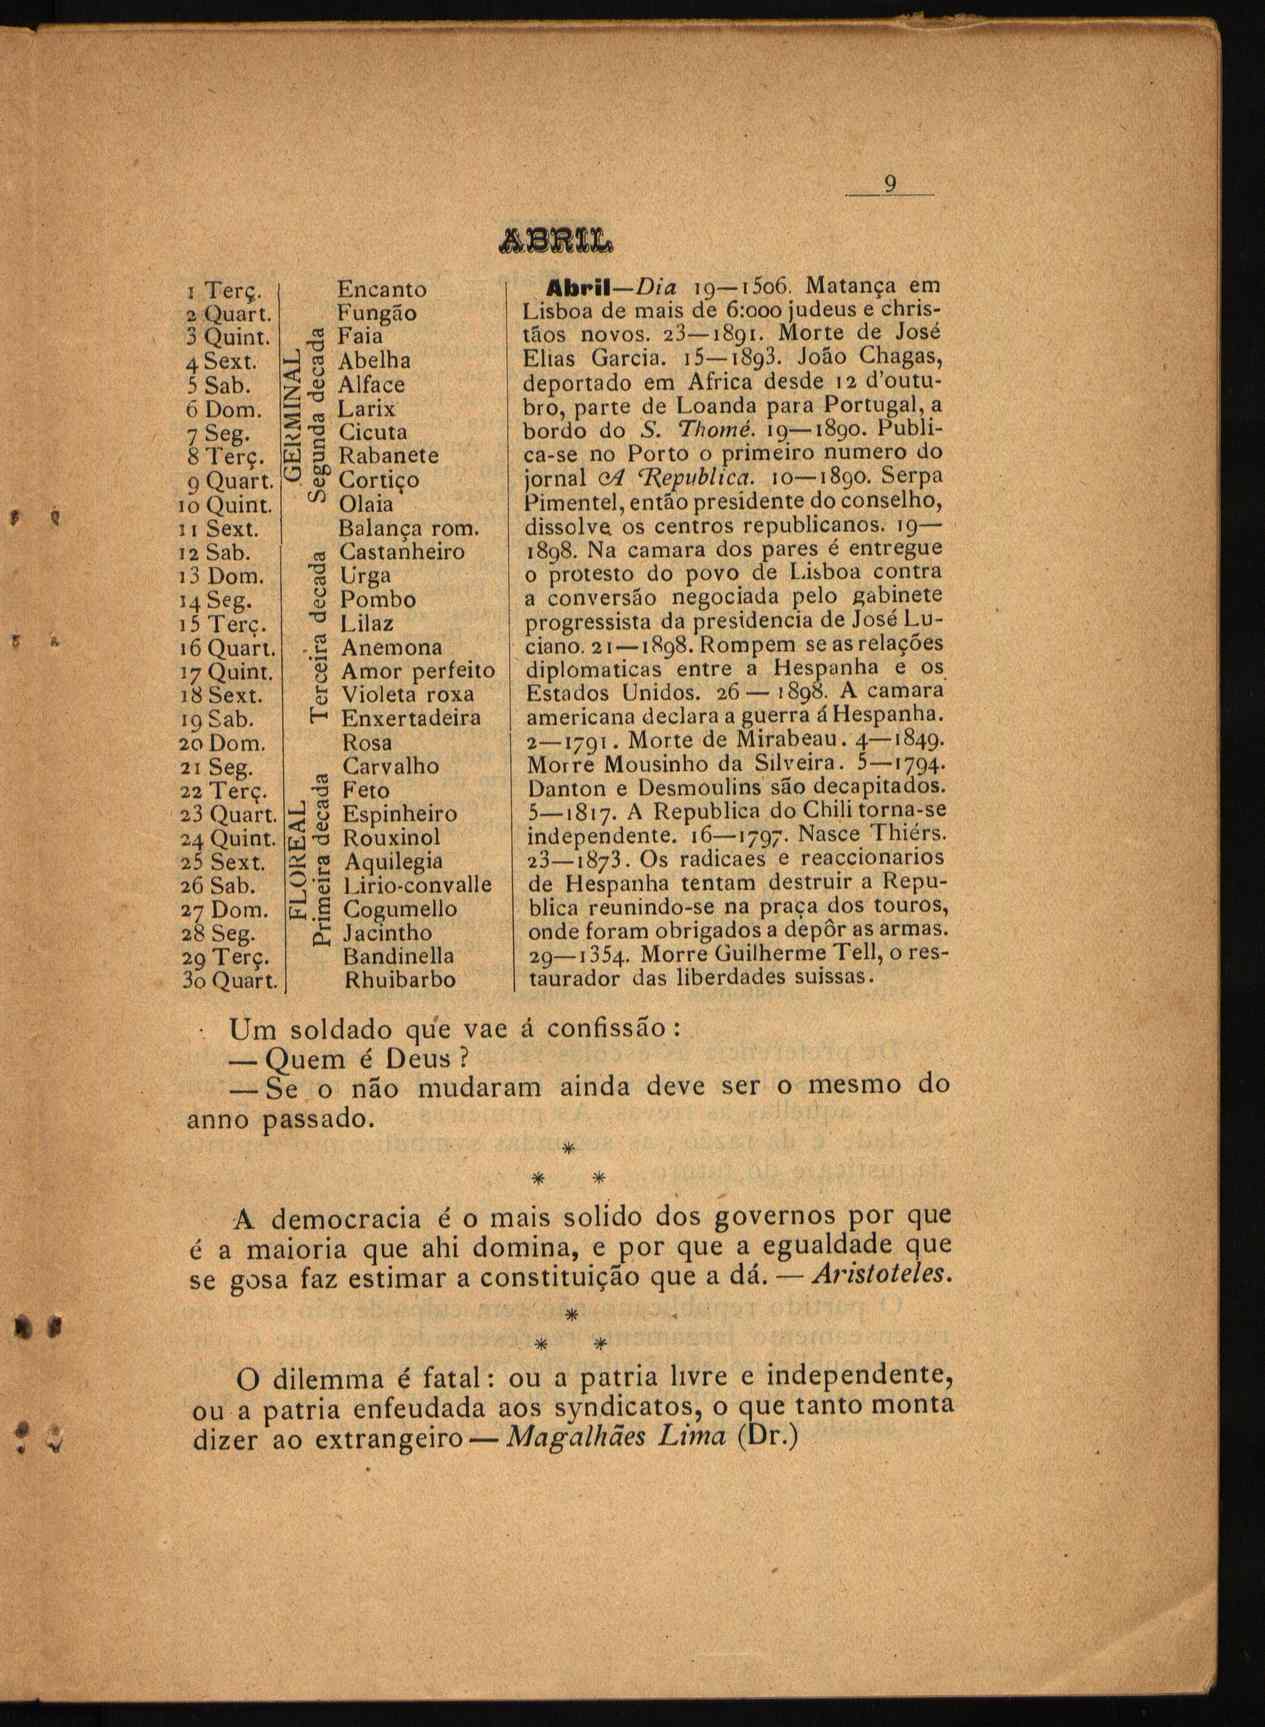 9
ABRIL
1 Terç.
2 Quart.
3 Quint.
4 Sext.
5 Sab.
6 Dom.
7 Seg.
8 Terç.
9 Quart.
10 Quint.
11 Sext.
12 Sab.
13 Dom.
14 Seg.
15 Terç.
16 Quart.
17 Quint.
18 Sext.
19 Sab.
20 Dom.
21 Seg.
22 Terç.
23 Quart.
24 Quint.
25 Sext.
26 Sab.
27 Dom.
28 Seg.
29 Terç.
30 Quart.
GERMINAL
Segunda decada
Terceira decada
FLOREAL
Primeira decada
Encanto
Fungão
Faia
Abelha
Alface
Larix
Cicuta
Rabanete
Cortiço
Olaia
Balança rom.
Castanheiro
Urga
Pombo
Lilaz
Anemona
Amor perfeito
Violeta roxa
Enxertadeira
Rosa
Carvalho
Feto
Espinheiro
Rouxinol
Aquilegia
Lirio-convalle
Cogumello
Jacintho
Bandinella
Rhuibarbo
Abril—Dia 19—1506. Matança em
Lisboa de mais de 6:000 judeus e chris-
tãos novos. 23—1891. Morte de José
Elias Garcia. 15—1893. João Chagas,
deportado em Africa desde 12 d'outu-
bro, parte de Loanda para Portugal, a
bordo do S. Thomé. 19—1890. Publi-
ca-se no Porto o primeiro numero do
jornal A Republica. 10—1890. Serpa
Pimentel, então presidente do conselho,
dissolve os centros republicanos. 19—
1898. Na camara dos pares é entregue
o protesto do povo de Lisboa contra
a conversão negociada pelo gabinete
progressista da presidencia de José Lu-
ciano. 21—1898. Rompem se as relações
diplomaticas entre a Hespanha e os
Estados Unidos. 26—1898. A camara
americana declara a guerra á Hespanha.
2—1791. Morte de Mirabeau. 4—1849.
Morre Mousinho da Silveira. 5—1794.
Danton e Desmoulins são decapitados.
5—1817. A Republica do Chili torna-se
independente. 16—1797. Nasce Thiérs.
23—1873. Os radicaes e reaccionarios
de Hespanha tentam destruir a Repu-
blica reunindo-se na praça dos touros,
onde foram obrigados a depôr as armas.
29—1354. Morre Guilherme Tell, o res-
taurador das liberdades suissas.
Um soldado que vae á confissão:
— Quem é Deus?
— Se o não mudaram ainda deve ser o mesmo do
anno passado.
*
* *
A democracia é o mais solido dos governos por que
é a maioria que ahi domina, e por que a egualdade que
se gosa faz estimar a constituição que a dá. — Aristoteles.
*
* *
O dilemma é fatal: ou a patria livre e independente,
ou a patria enfeudada aos syndicatos, o que tanto monta
dizer ao extrangeiro — Magalhães Lima (Dr.)